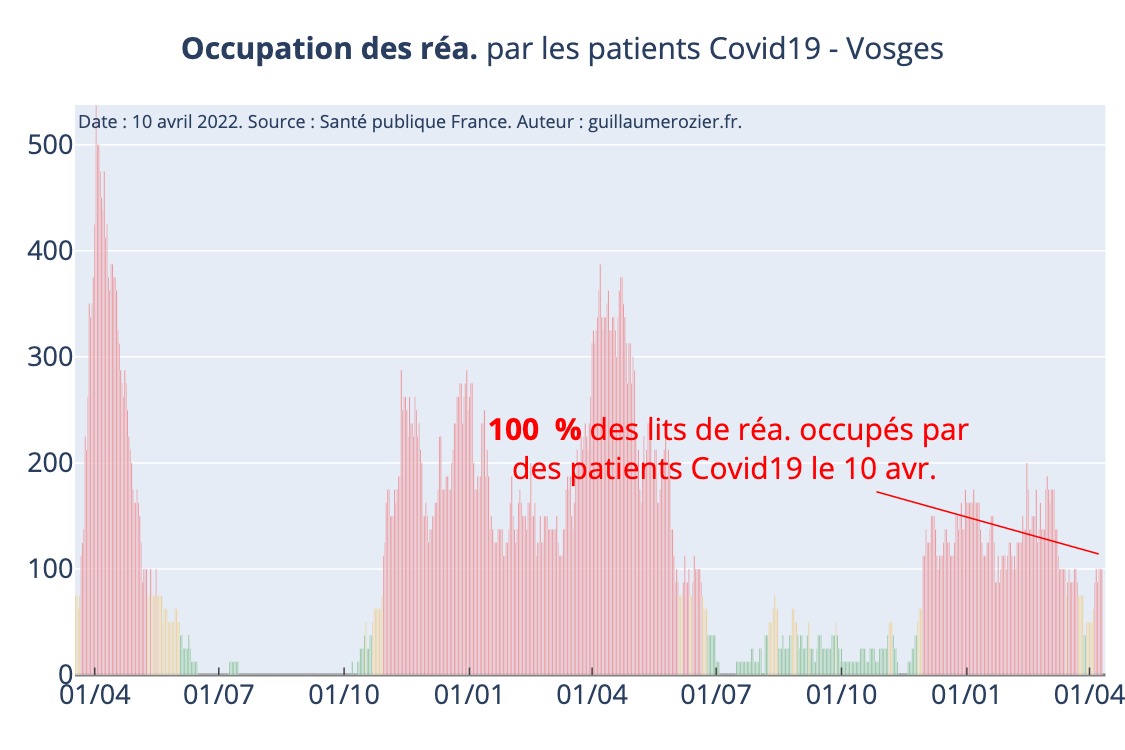 Occupation des réa. par les patients Covid19 - Vosges
Date : 10 avril 2022. Source : Santé publique France. Auteur : guillaumerozier.fr.
500
400
300
100  % des lits de réa. occupés par
200
des patients Covid19 le 10 avr.
100
0
01/04 01/07 01/10 01/01 01/04 01/07 01/10 01/01 01/04